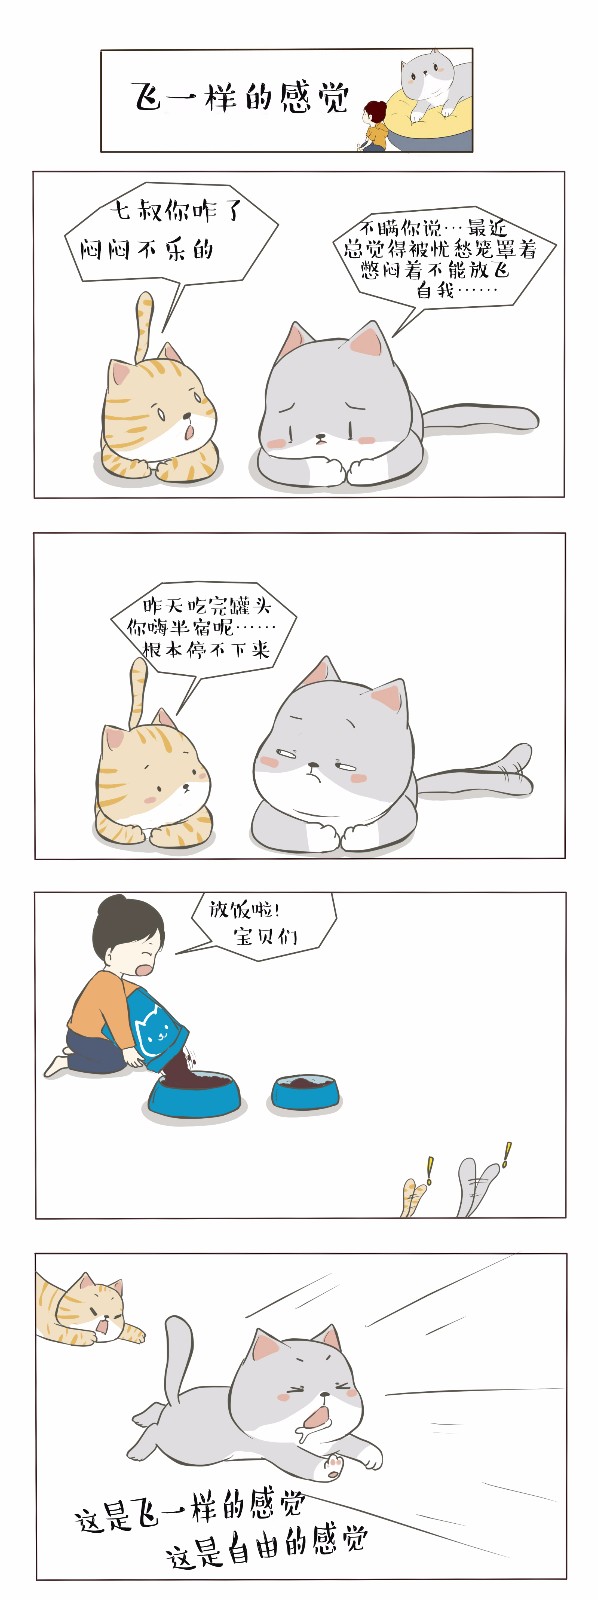 飞一样的感觉
七叔你咋了
闷闷不乐的
不瞒你说…最近
总觉得被忧愁笼罩着
憋闷着不能放飞
自我……
昨天吃完罐头
你嗨半宿呢……
根本停不下来
放饭啦!
宝贝们
!
!
这是飞一样的感觉
这是自由的感觉